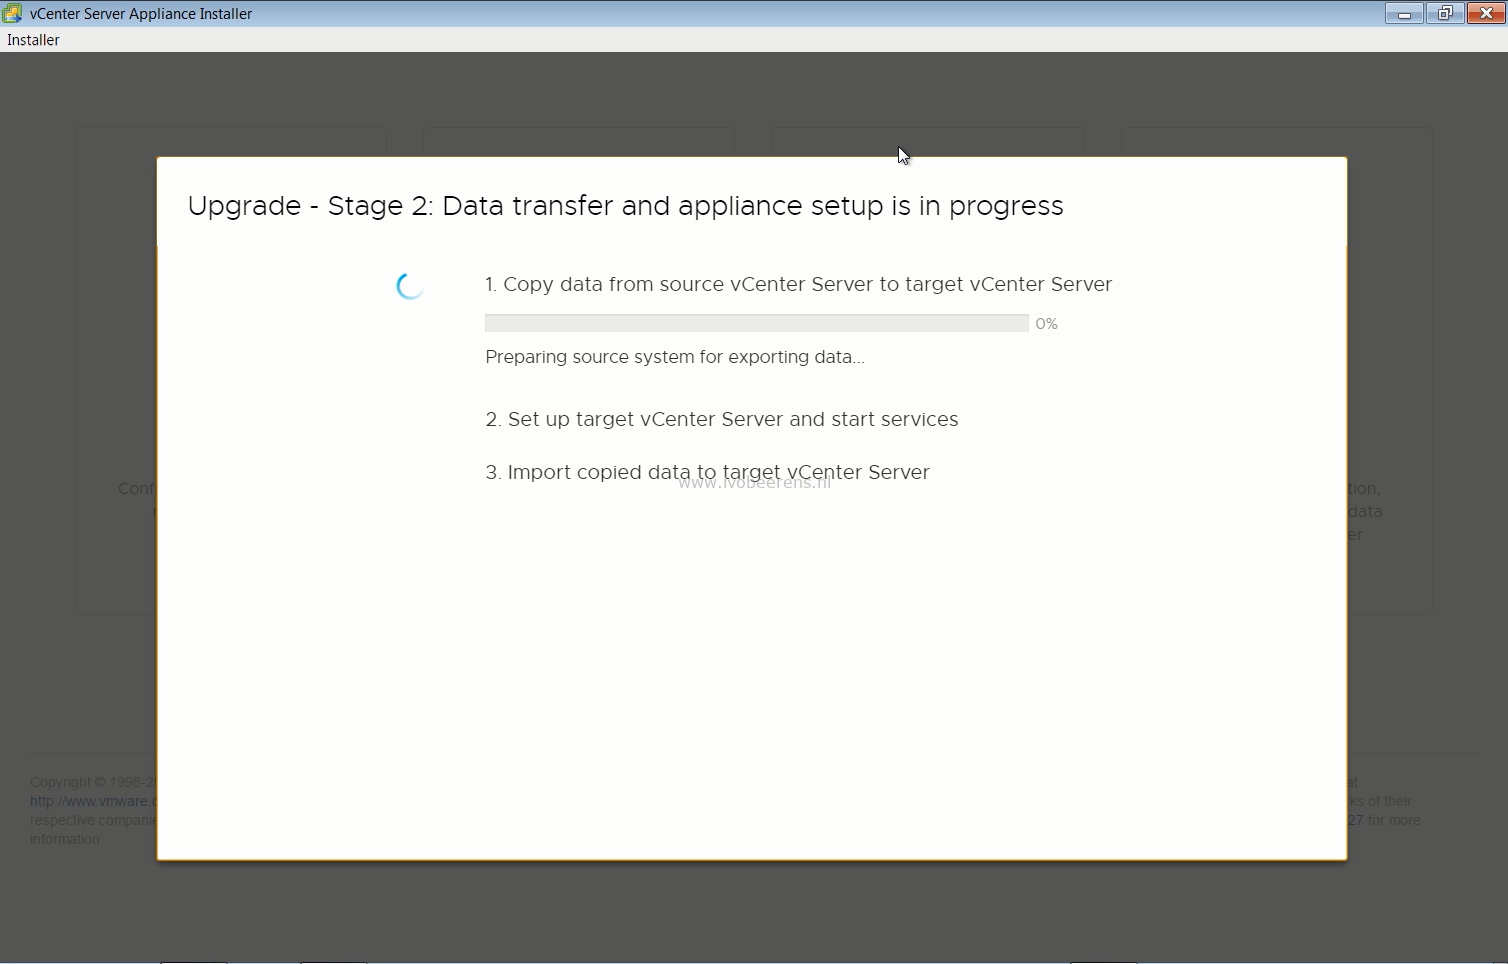 vCenter Server Appliance Installer
Installer
Upgrade - Stage 2: Data transfer and appliance setup is in progress
1. Copy data from source vCenter Server to target vCenter Server
0%
Preparing source system for exporting data...
2. Set up target vCenter Server and start services
3. Import copied data to target vCenter Server
www.ivobeerens.nl
tion,
data
er
Copyright © 1998-2 at
http://www.vmware. ks of their
respective companie 27 for more
information.